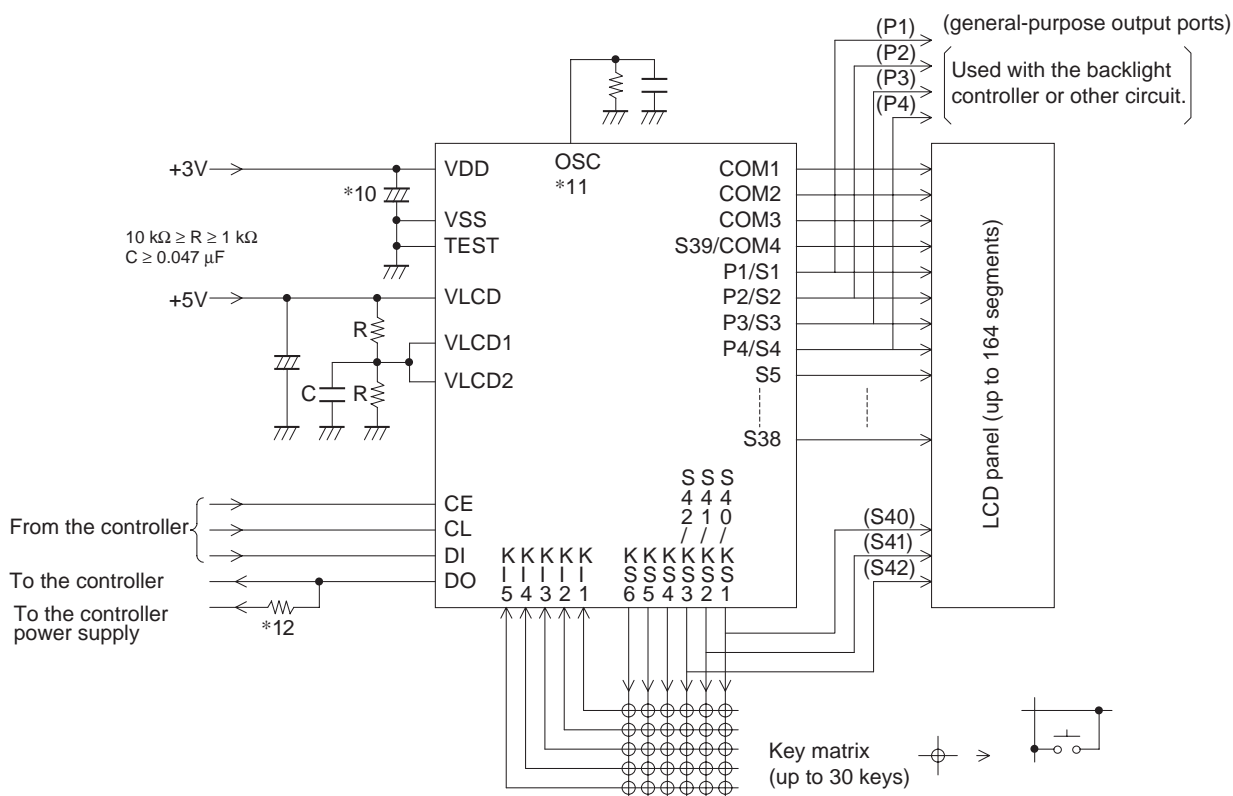 (P1)
(general-purpose output ports)
(P2)
(P3)
(P4)
Used with the backlight
controller or other circuit.
+3V
VDD
OSC
*11
*10
VSS
TEST
10 kΩ ≥ R ≥ 1 kΩ
C ≥ 0.047 µF
+5V
VLCD
R
VLCD1
VLCD2
C
R
COM1
COM2
COM3
S39/COM4
P1/S1
P2/S2
P3/S3
P4/S4
S5
S38
LCD panel (up to 164 segments)
From the controller
CE
CL
DI
To the controller
DO
To the controller
power supply
*12
KI5
KI4
KI3
KI2
KI1
KS6
KS5
KS4
S42/KS3
S41/KS2
S40/KS1
(S40)
(S41)
(S42)
Key matrix
(up to 30 keys)